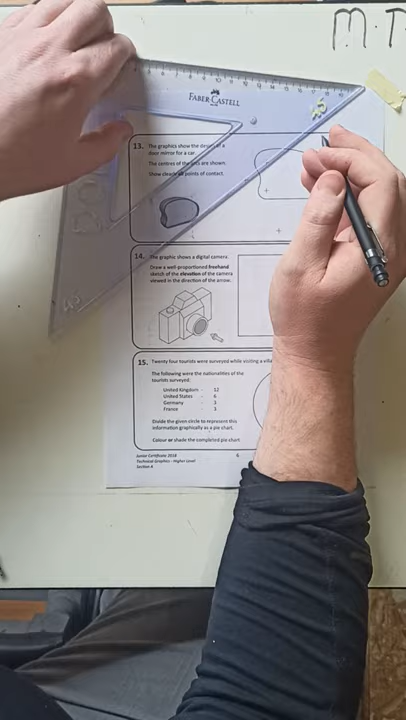 M T
FABER CASTELL
45
13. The graphics show the design of a
door mirror for a car.
The centres of the arcs are shown.
Show clearly all points of contact.
14. The graphic shows a digital camera.
Draw a well-proportioned freehand
sketch of the elevation of the camera
viewed in the direction of the arrow.
15. Twenty four tourists were surveyed while visiting a
The following were the nationalities of the
tourists surveyed:
United Kingdom - 12
United States - 6
Germany - 3
France - 3
Divide the given circle to represent this
information graphically as a pie chart.
Colour or shade the completed pie chart
Junior Certificate 2018
Technical Graphics - Higher Level
Section A
6